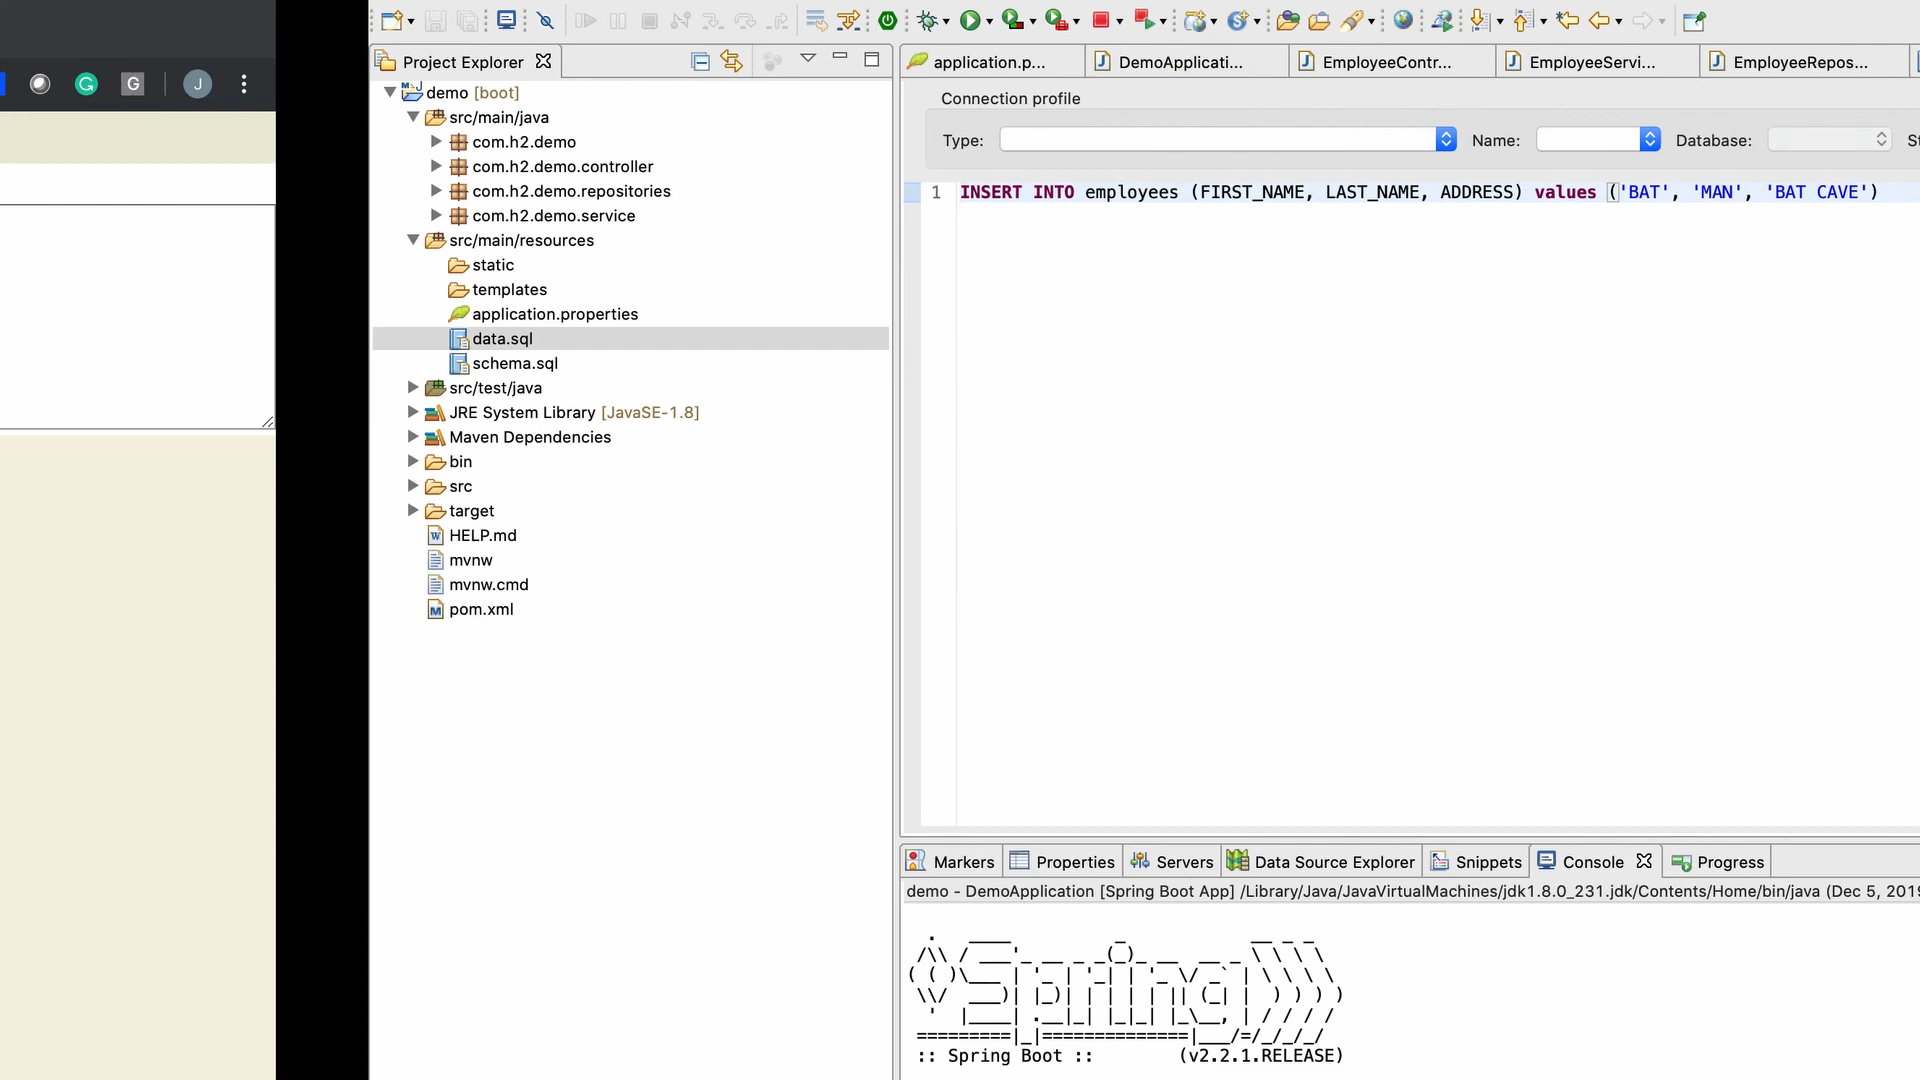 G
J
Project Explorer
demo [boot]
src/main/java
com.h2.demo
com.h2.demo.controller
com.h2.demo.repositories
com.h2.demo.service
src/main/resources
static
templates
application.properties
data.sql
schema.sql
src/test/java
JRE System Library [JavaSE-1.8]
Maven Dependencies
bin
src
target
HELP.md
mvnw
mvnw.cmd
pom.xml
application.p...
DemoApplicati...
EmployeeContr...
EmployeeServi...
EmployeeRepos...
Connection profile
Type: Name: Database: St
1 INSERT INTO employees (FIRST_NAME, LAST_NAME, ADDRESS) values ('BAT', 'MAN', 'BAT CAVE')
Markers Properties Servers Data Source Explorer Snippets Console Progress
demo - DemoApplication [Spring Boot App] /Library/Java/JavaVirtualMachines/jdk1.8.0_231.jdk/Contents/Home/bin/java (Dec 5, 2019
Spring
:: Spring Boot :: (v2.2.1.RELEASE)